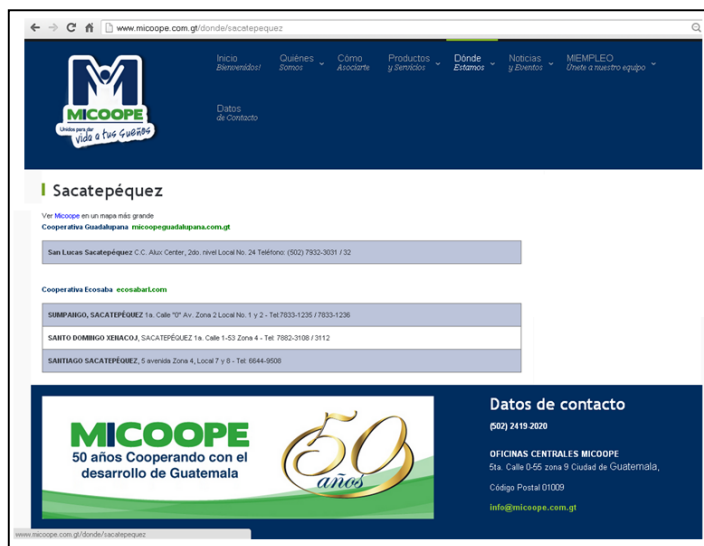 www.micoope.com.gt/donde/sacatepequez
MICOOPE
Unidos para dar
vida a tus sueños
Inicio
Bienvenidos!
Quiénes
Somos
Cómo
Asociarte
Productos
y Servicios
Dónde
Estamos
Noticias
y Eventos
MIEMPLEO
Únete a nuestro equipo
Datos
de Contacto
Sacatepéquez
Ver Micoope en un mapa más grande
Cooperativa Guadalupana micoopeguadalupana.com.gt
San Lucas Sacatepéquez C.C. Alux Center, 2do. nivel Local No. 24 Teléfono: (502) 7932-3031 / 32
Cooperativa Ecosaba ecosabarl.com
SUMPANGO, SACATEPÉQUEZ 1a. Calle "0" Av. Zona 2 Local No. 1 y 2 - Tel:7833-1235 / 7833-1236
SANTO DOMINGO XENACOJ, SACATEPÉQUEZ 1a. Calle 1-53 Zona 4 - Tel: 7882-3108 / 3112
SANTIAGO SACATEPÉQUEZ, 5 avenida Zona 4, Local 7 y 8 - Tel: 6644-9508
MICOOPE
50 años Cooperando con el
desarrollo de Guatemala
50
años
Datos de contacto
(502) 2419-2020
OFICINAS CENTRALES MICOOPE
5ta. Calle 0-55 zona 9 Ciudad de Guatemala,
Código Postal 01009
info@micoope.com.gt
www.micoope.com.gt/donde/sacatepequez